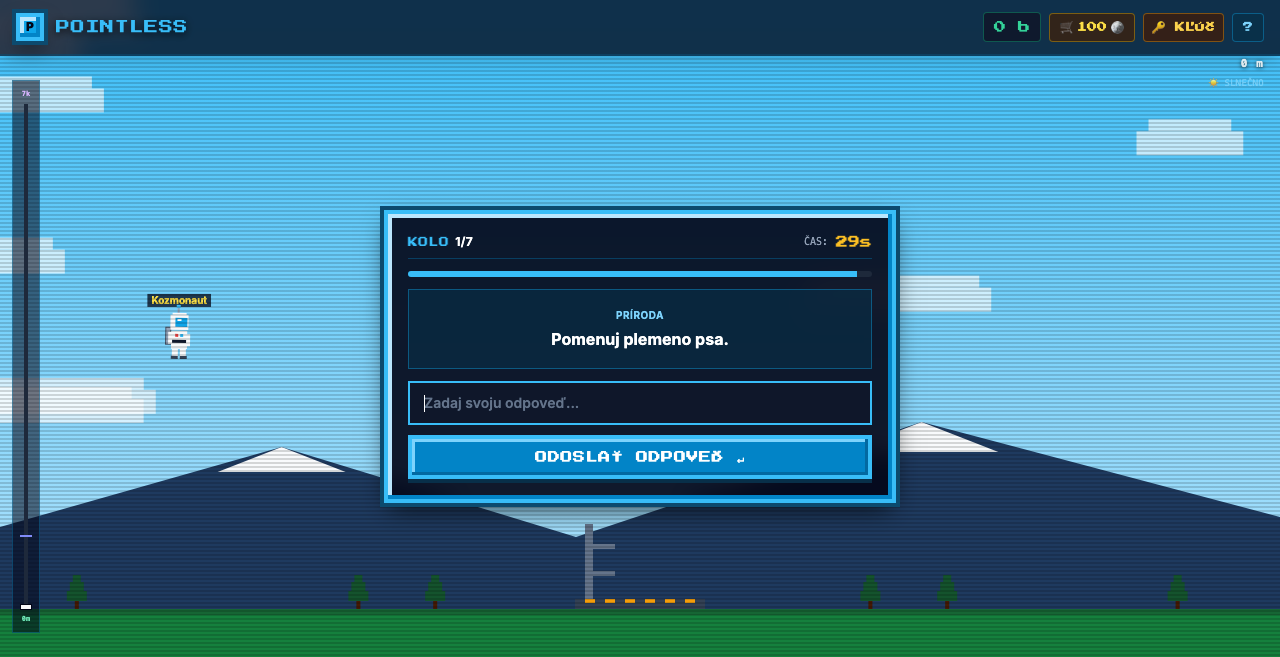 P POINTLESS
0 b
100
KĽÚČ
?
0 m
SLNEČNO
7k
Kozmonaut
KOLO 1/7
ČAS: 29s
PRÍRODA
Pomenuj plemeno psa.
Zadaj svoju odpoveď...
ODOSLAŤ ODPOVEĎ ↵
0m